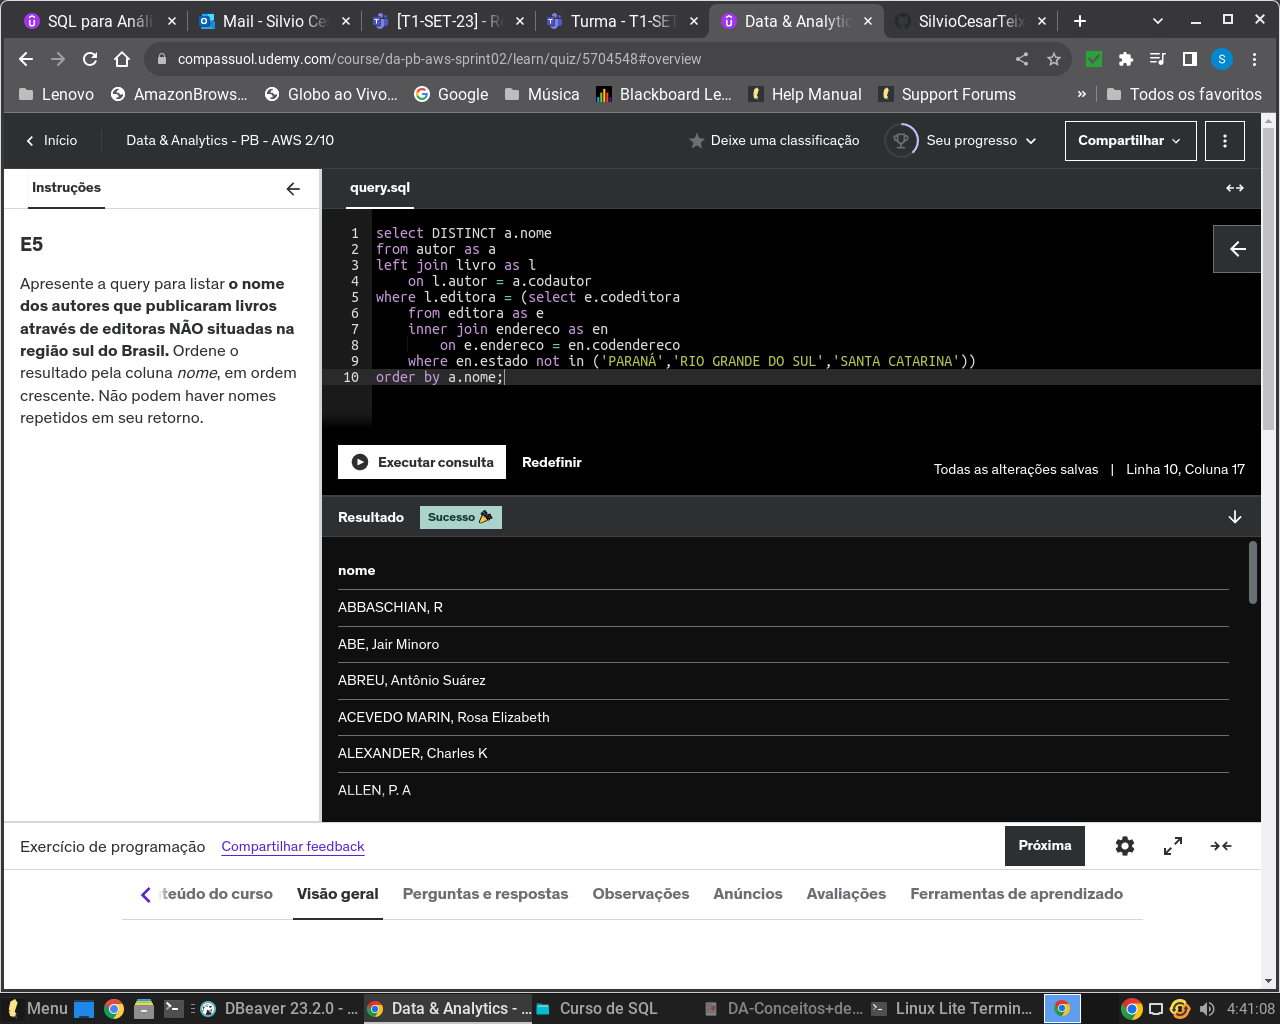 SQL para Análi
Mail - Silvio Ce
[T1-SET-23] - R
Turma - T1-SET
Data & Analytic
SilvioCesarTeix
compassuol.udemy.com/course/da-pb-aws-sprint02/learn/quiz/5704548#overview
S
Lenovo
AmazonBrows...
Globo ao Vivo...
Google
Música
Blackboard Le...
Help Manual
Support Forums
»
Todos os favoritos
Início
Data & Analytics - PB - AWS 2/10
Deixe uma classificação
Seu progresso
Compartilhar
Instruções
query.sql
E5
Apresente a query para listar o nome
dos autores que publicaram livros
através de editoras NÃO situadas na
região sul do Brasil. Ordene o
resultado pela coluna nome, em ordem
crescente. Não podem haver nomes
repetidos em seu retorno.
1 select DISTINCT a.nome
2 from autor as a
3 left join livro as l
4 on l.autor = a.codautor
5 where l.editora = (select e.codeditora
6 from editora as e
7 inner join endereco as en
8 on e.endereco = en.codendereco
9 where en.estado not in ('PARANÁ','RIO GRANDE DO SUL','SANTA CATARINA'))
10 order by a.nome;
Executar consulta
Redefinir
Todas as alterações salvas | Linha 10, Coluna 17
Resultado
Sucesso
nome
ABBASCHIAN, R
ABE, Jair Minoro
ABREU, Antônio Suárez
ACEVEDO MARIN, Rosa Elizabeth
ALEXANDER, Charles K
ALLEN, P. A
Exercício de programação
Compartilhar feedback
Próxima
teúdo do curso
Visão geral
Perguntas e respostas
Observações
Anúncios
Avaliações
Ferramentas de aprendizado
Menu
DBeaver 23.2.0 - ...
Data & Analytics - ...
Curso de SQL
DA-Conceitos+de...
Linux Lite Termin...
4:41:08